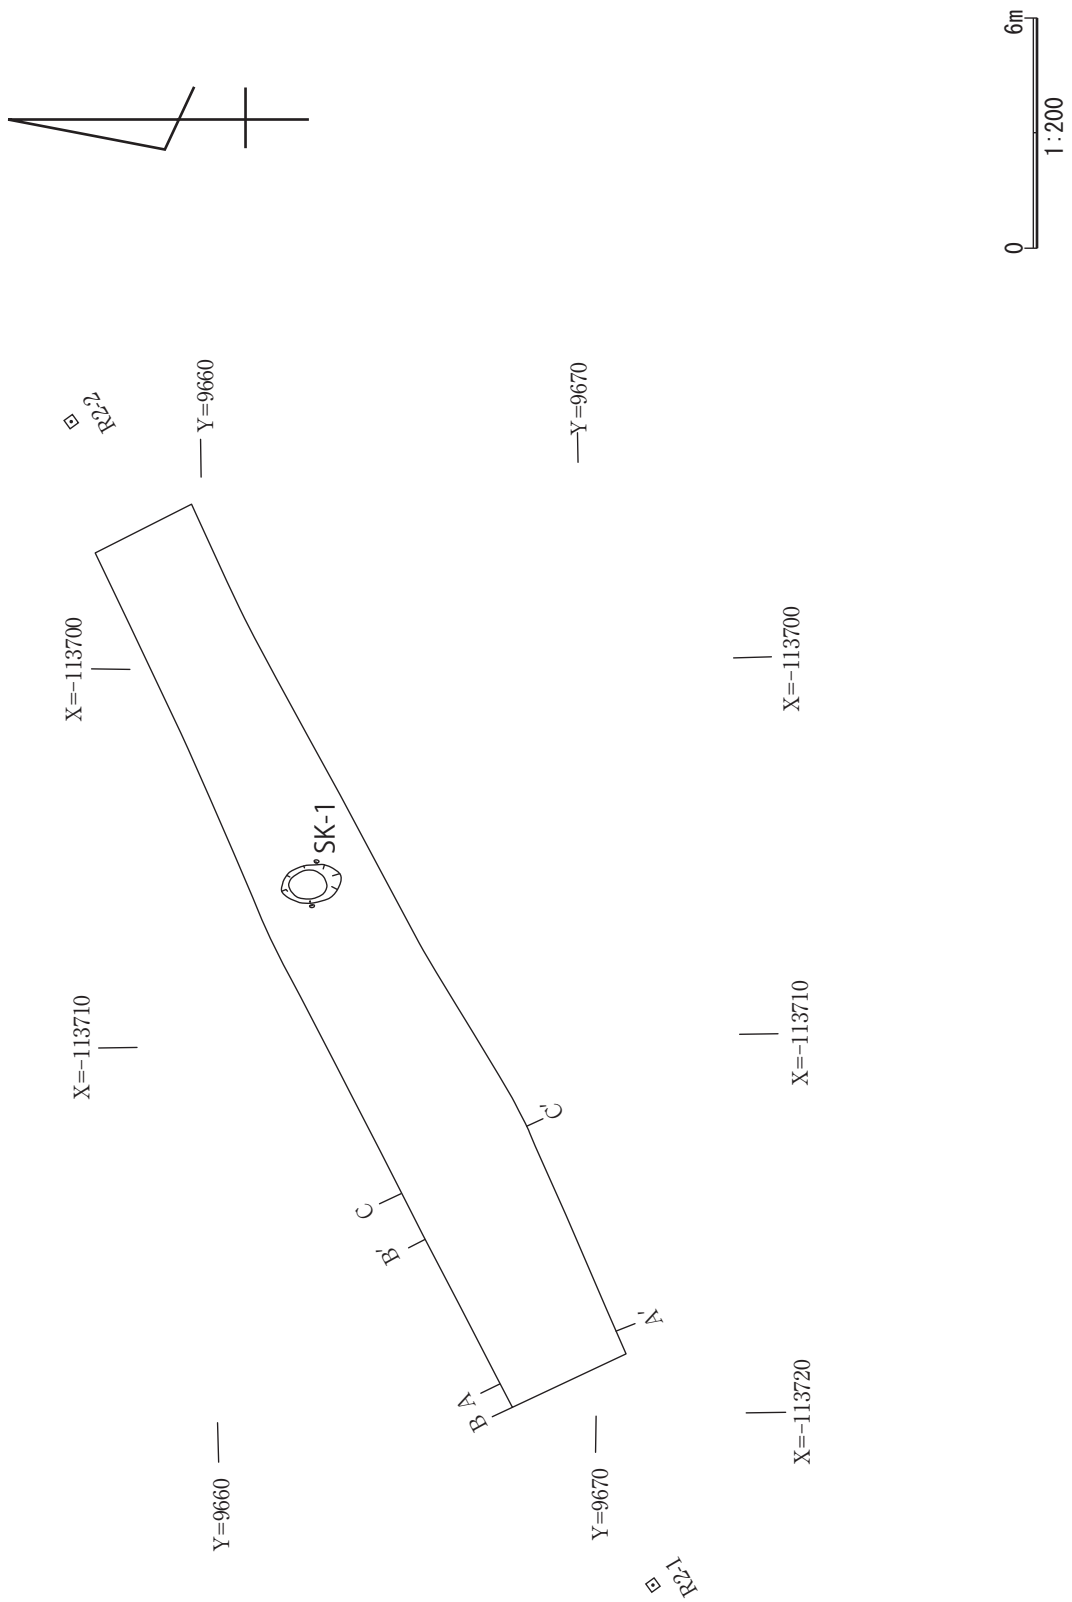 6m
1:200
0
R2-2
Y=9660
Y=9670
X=-113700
X=-113700
SK-1
X=-113710
X=-113710
C'
C
B'
A'
A
B
X=-113720
Y=9660
Y=9670
R2-1